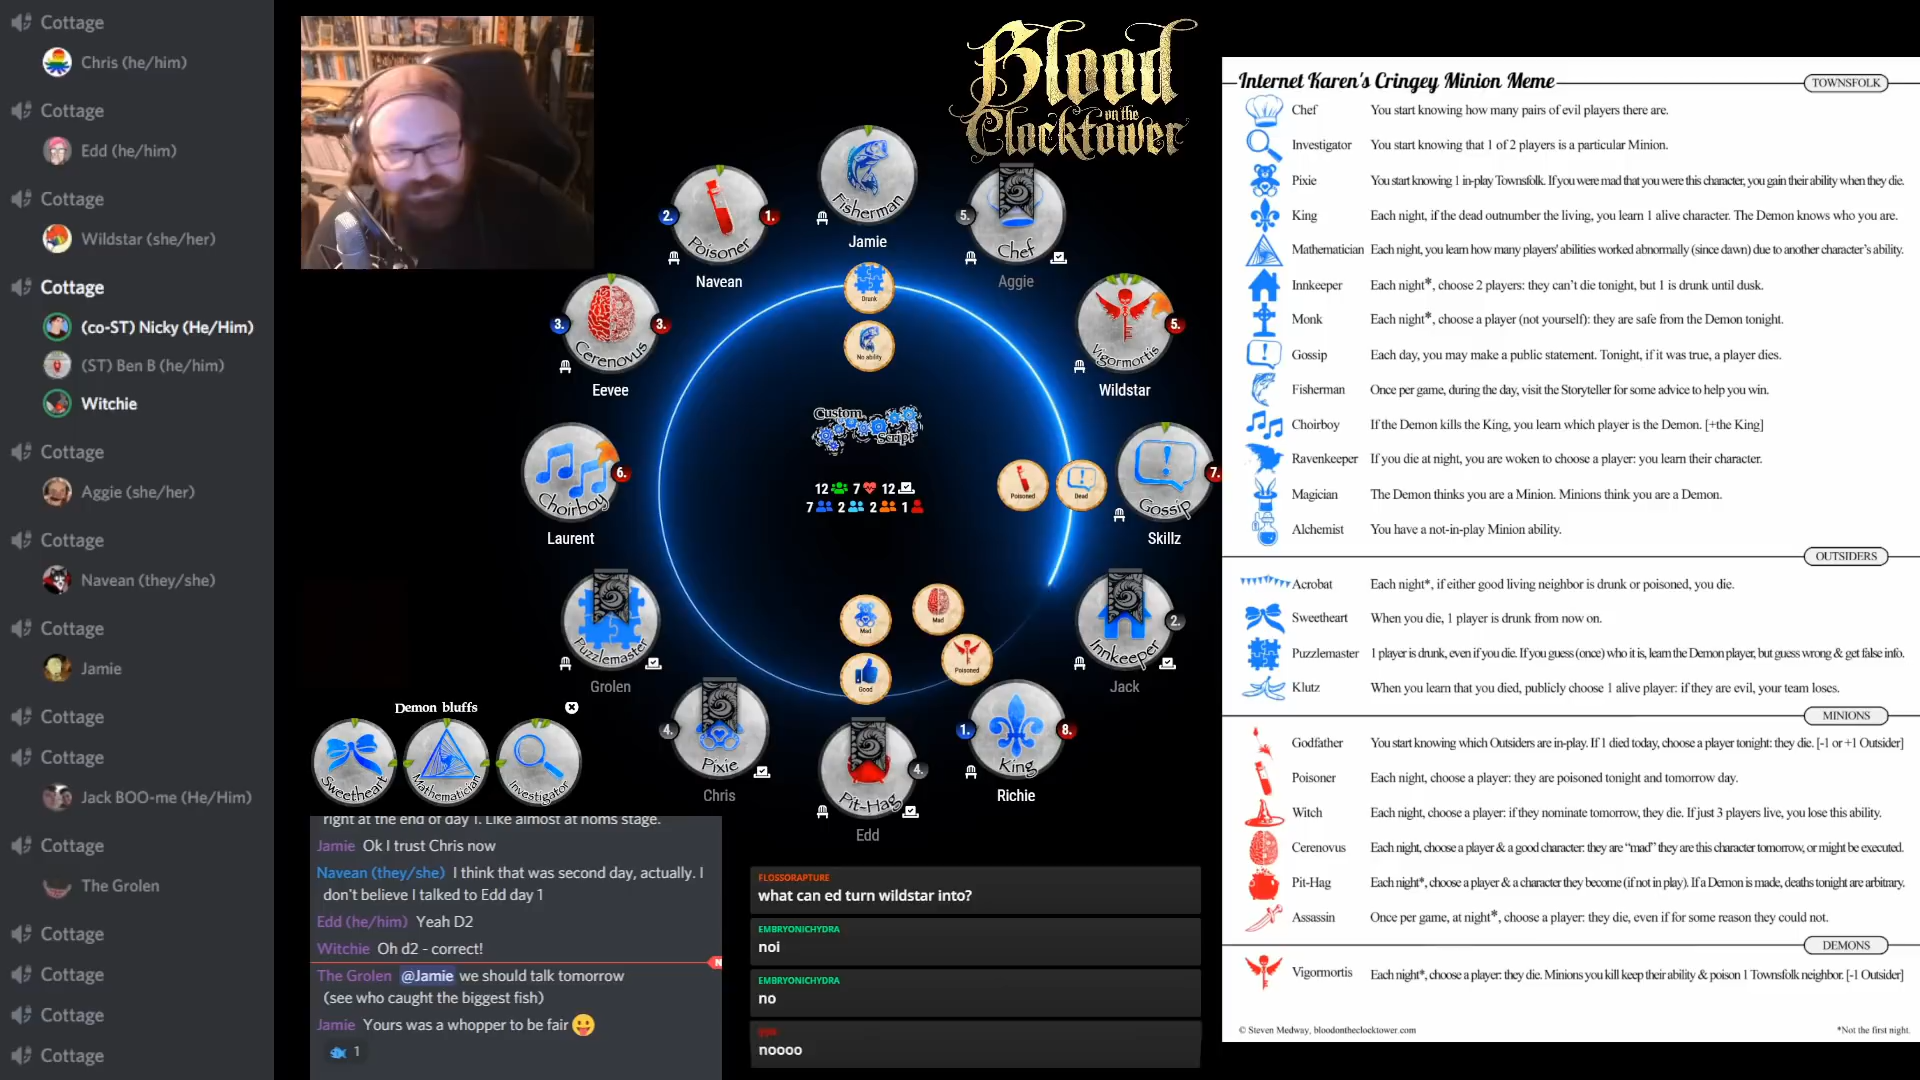 Cottage
Chris (he/him)
Cottage
Edd (he/him)
Cottage
Wildstar (she/her)
Cottage
(co-ST) Nicky (He/Him)
(ST) Ben B (he/him)
Witchie
Cottage
Aggie (she/her)
Cottage
Navean (they/she)
Cottage
Jamie
Cottage
Cottage
Jack BOO-me (He/Him)
Cottage
The Grolen
Cottage
Cottage
Cottage
Cottage
Blood
on the
Clocktower
Fisherman
Jamie
5.
Chef
Aggie
Vigormortis
5.
Wildstar
Gossip
7.
Skillz
Innkeeper
2.
Jack
King
1.
8.
Richie
Pit-Hag
4.
Edd
Pixie
4.
Chris
Puzzlemaster
Grolen
Choirboy
6.
Laurent
Cerenovus
3.
3.
Eevee
Poisoner
2.
1.
Navean
Drunk
No ability
Custom
Script
12 7 12
7 2 2 1
Poisoned
Dead
Mad
Mad
Good
Poisoned
Demon bluffs
Sweetheart
Mathematician
Investigator
right at the end of day 1. Like almost at noms stage.
Jamie Ok I trust Chris now
Navean (they/she) I think that was second day, actually. I
don't believe I talked to Edd day 1
Edd (he/him) Yeah D2
Witchie Oh d2 - correct!
N
The Grolen @Jamie we should talk tomorrow
(see who caught the biggest fish)
Jamie Yours was a whopper to be fair
1
FLOSSORAPTURE
what can ed turn wildstar into?
EMBRYONICHYDRA
noi
EMBRYONICHYDRA
no
noooo
Internet Karen's Cringey Minion Meme
TOWNSFOLK
Chef You start knowing how many pairs of evil players there are.
Investigator You start knowing that 1 of 2 players is a particular Minion.
Pixie You start knowing 1 in-play Townsfolk. If you were mad that you were this character, you gain their ability when they die.
King Each night, if the dead outnumber the living, you learn 1 alive character. The Demon knows who you are.
Mathematician Each night, you learn how many players' abilities worked abnormally (since dawn) due to another character's ability.
Innkeeper Each night*, choose 2 players: they can't die tonight, but 1 is drunk until dusk.
Monk Each night*, choose a player (not yourself): they are safe from the Demon tonight.
Gossip Each day, you may make a public statement. Tonight, if it was true, a player dies.
Fisherman Once per game, during the day, visit the Storyteller for some advice to help you win.
Choirboy If the Demon kills the King, you learn which player is the Demon. [+the King]
Ravenkeeper If you die at night, you are woken to choose a player: you learn their character.
Magician The Demon thinks you are a Minion. Minions think you are a Demon.
Alchemist You have a not-in-play Minion ability.
OUTSIDERS
Acrobat Each night*, if either good living neighbor is drunk or poisoned, you die.
Sweetheart When you die, 1 player is drunk from now on.
Puzzlemaster 1 player is drunk, even if you die. If you guess (once) who it is, learn the Demon player, but guess wrong & get false info.
Klutz When you learn that you died, publicly choose 1 alive player: if they are evil, your team loses.
MINIONS
Godfather You start knowing which Outsiders are in-play. If 1 died today, choose a player tonight: they die. [-1 or +1 Outsider]
Poisoner Each night, choose a player: they are poisoned tonight and tomorrow day.
Witch Each night, choose a player: if they nominate tomorrow, they die. If just 3 players live, you lose this ability.
Cerenovus Each night, choose a player & a good character: they are "mad" they are this character tomorrow, or might be executed.
Pit-Hag Each night*, choose a player & a character they become (if not in play). If a Demon is made, deaths tonight are arbitrary.
Assassin Once per game, at night*, choose a player: they die, even if for some reason they could not.
DEMONS
Vigormortis Each night*, choose a player: they die. Minions you kill keep their ability & poison 1 Townsfolk neighbor. [-1 Outsider]
© Steven Medway, bloodontheclocktower.com
*Not the first night.